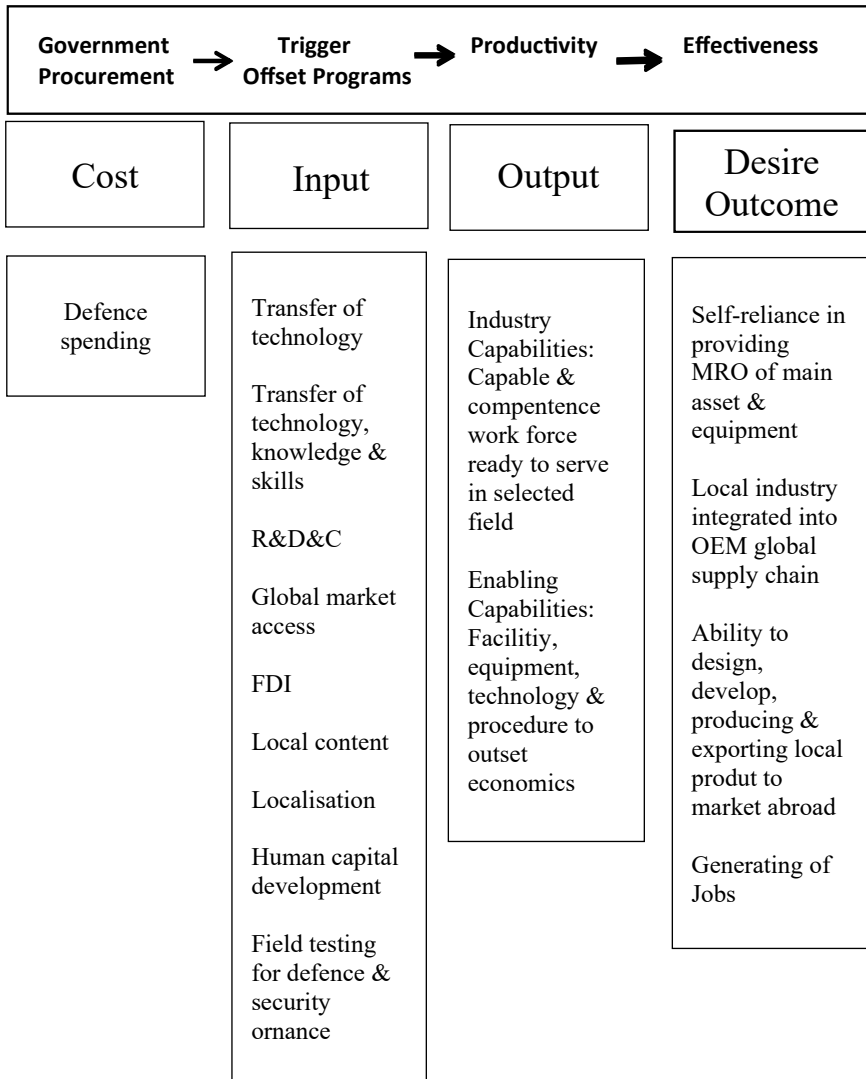 Government
Procurement
Trigger
Offset Programs
Productivity
Effectiveness
Cost
Input
Output
Desire
Outcome
Defence
spending
Transfer of
technology
Transfer of
technology,
knowledge &
skills
R&D&C
Global market
access
FDI
Local content
Localisation
Human capital
development
Field testing
for defence &
security
ornance
Industry
Capabilities:
Capable &
compentence
work force
ready to serve
in selected
field
Enabling
Capabilities:
Facilitiy,
equipment,
technology &
procedure to
outset
economics
Self-reliance in
providing
MRO of main
asset &
equipment
Local industry
integrated into
OEM global
supply chain
Ability to
design,
develop,
producing &
exporting local
produt to
market abroad
Generating of
Jobs